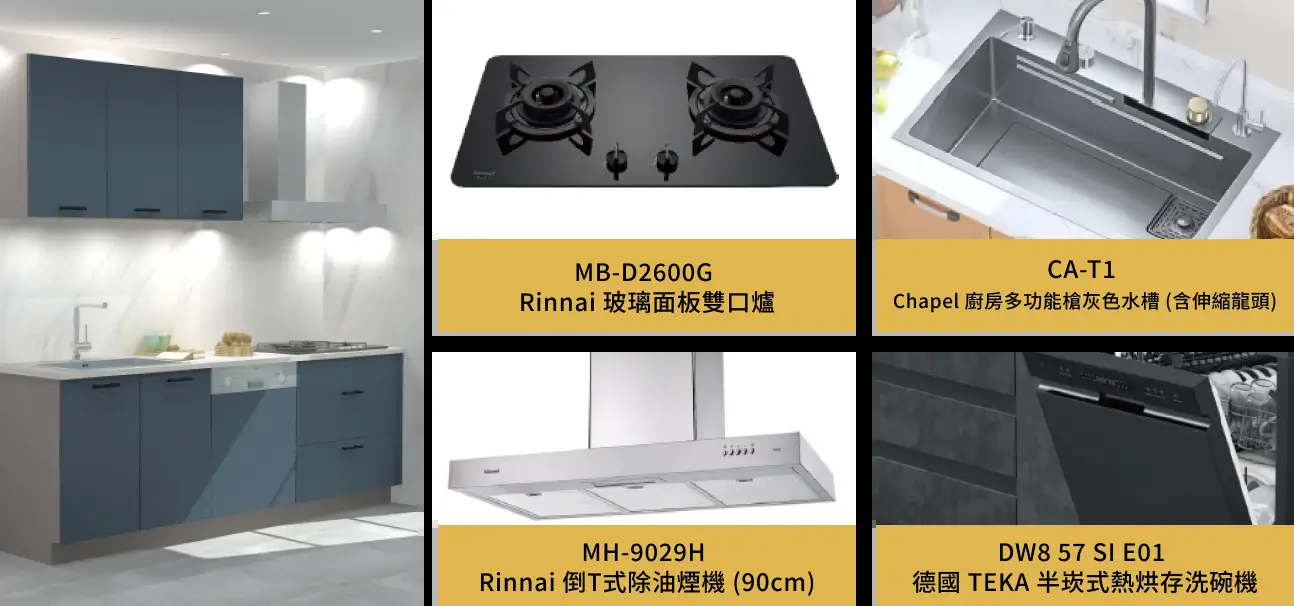 MB-D2600G
Rinnai 玻璃面板雙口爐
CA-T1
Chapel 廚房多功能槍灰色水槽 (含伸縮龍頭)
MH-9029H
Rinnai 倒T式除油煙機 (90cm)
DW8 57 SI E01
德國 TEKA 半崁式熱烘存洗碗機